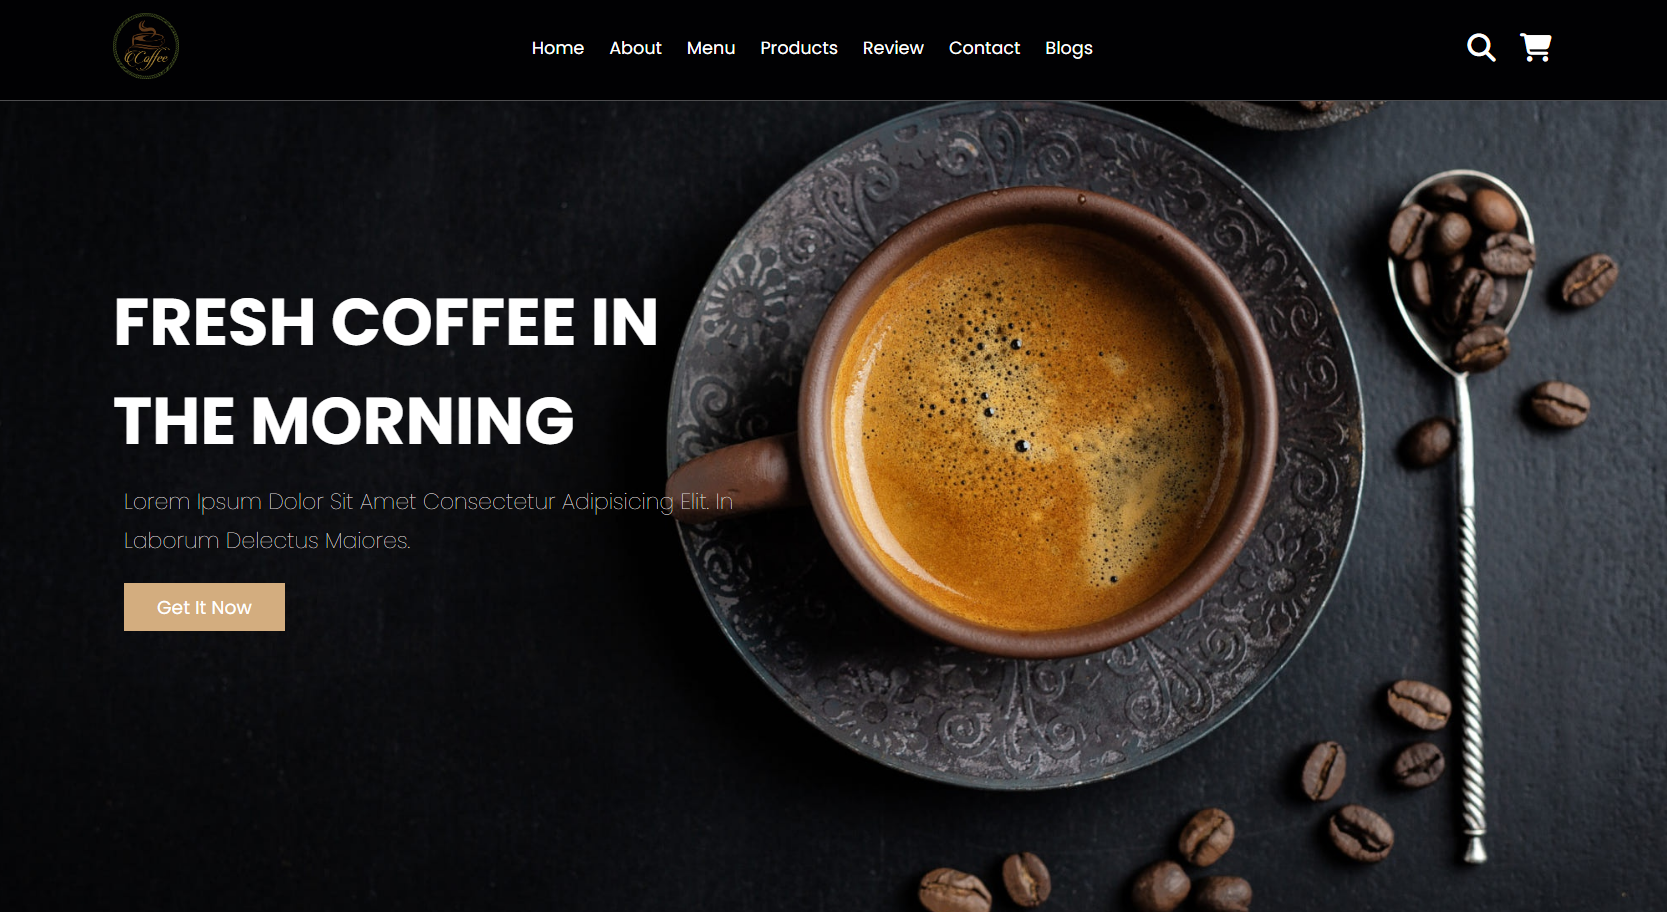 Coffee
Home About Menu Products Review Contact Blogs
FRESH COFFEE IN
THE MORNING
Lorem Ipsum Dolor Sit Amet Consectetur Adipisicing Elit. In
Laborum Delectus Maiores.
Get It Now